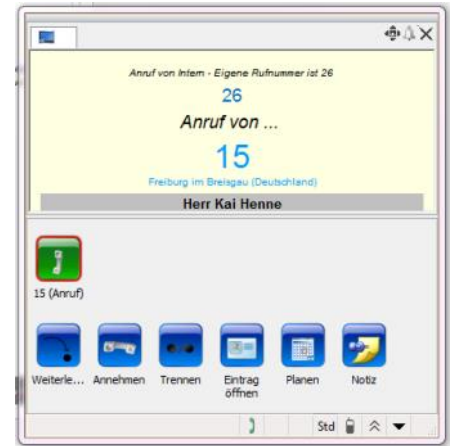 Anruf von Intern - Eigene Rufnummer ist 26
26
Anruf von ...
15
Freiburg im Breisgau (Deutschland)
Herr Kai Henne
15 (Anruf)
Weiterle... Annehmen Trennen Eintrag öffnen Planen Notiz
Std